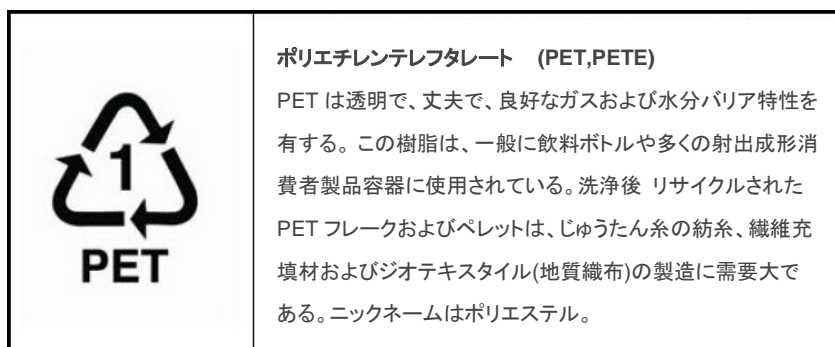 1
PET
ポリエチレンテレフタレート (PET,PETE)
PET は透明で、丈夫で、良好なガスおよび水分バリア特性を
有する。この樹脂は、一般に飲料ボトルや多くの射出成形消
費者製品容器に使用されている。洗浄後 リサイクルされた
PET フレークおよびペレットは、じゅうたん糸の紡糸、繊維充
填材およびジオテキスタイル(地質織布)の製造に需要大で
ある。ニックネームはポリエステル。